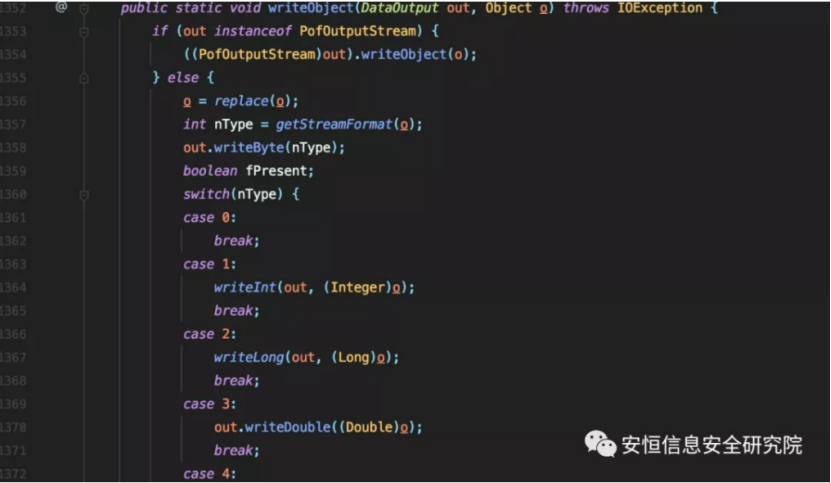 1352 @ public static void writeObject(DataOutput out, Object o) throws IOException {
1353 if (out instanceof PofOutputStream) {
1354 ((PofOutputStream)out).writeObject(o);
1355 } else {
1356 o = replace(o);
1357 int nType = getStreamFormat(o);
1358 out.writeByte(nType);
1359 boolean fPresent;
1360 switch(nType) {
1361 case 0:
1362 break;
1363 case 1:
1364 writeInt(out, (Integer)o);
1365 break;
1366 case 2:
1367 writeLong(out, (Long)o);
1368 break;
1369 case 3:
1370 out.writeDouble((Double)o);
1371 break;
1372 case 4:
安恒信息安全研究院